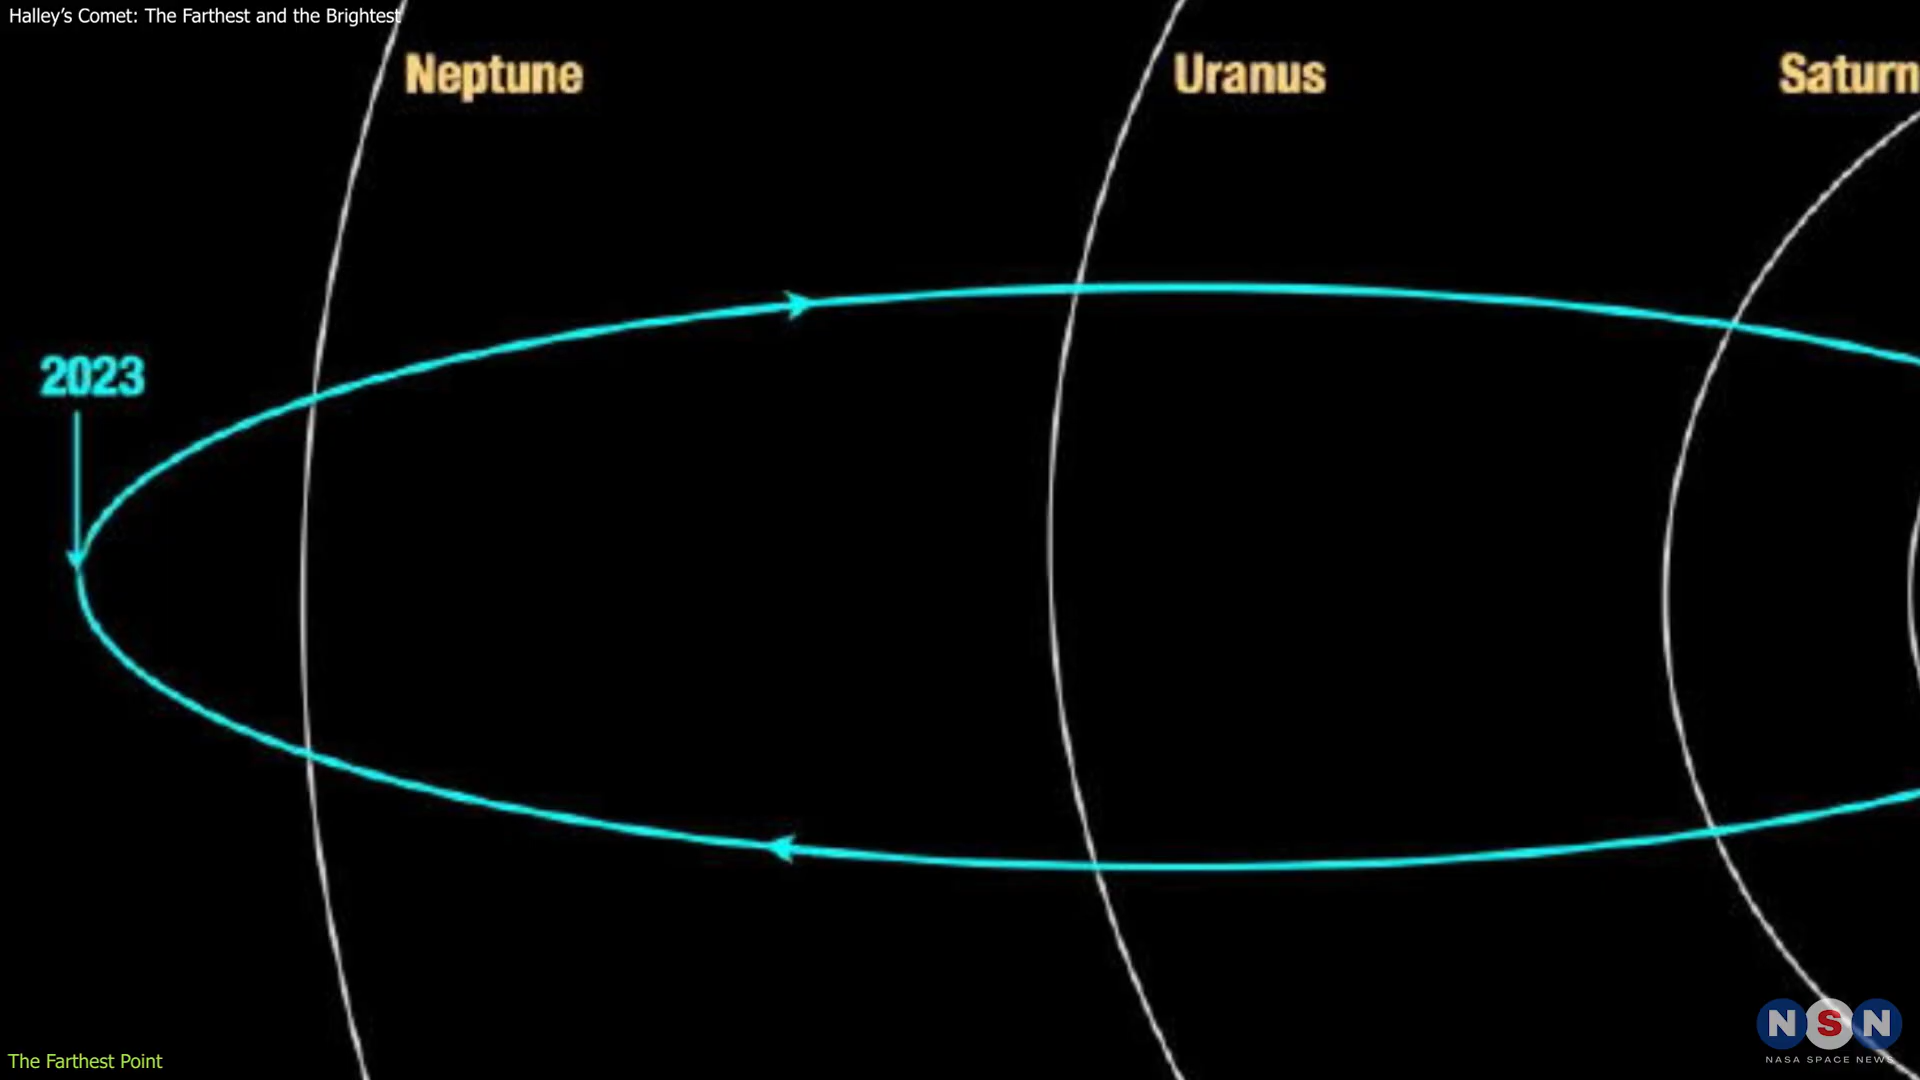 Halley’s Comet: The Farthest and the Brightest
Neptune
Uranus
Saturn
2023
The Farthest Point
NSN
NASA SPACE NEWS